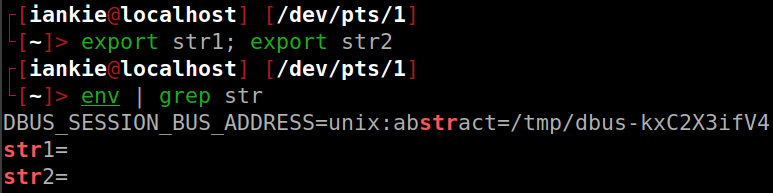 [iankie@localhost] [/dev/pts/1]
[~]> export str1; export str2
[iankie@localhost] [/dev/pts/1]
[~]> env | grep str
DBUS_SESSION_BUS_ADDRESS=unix:abstract=/tmp/dbus-kxC2X3ifV4
str1=
str2=